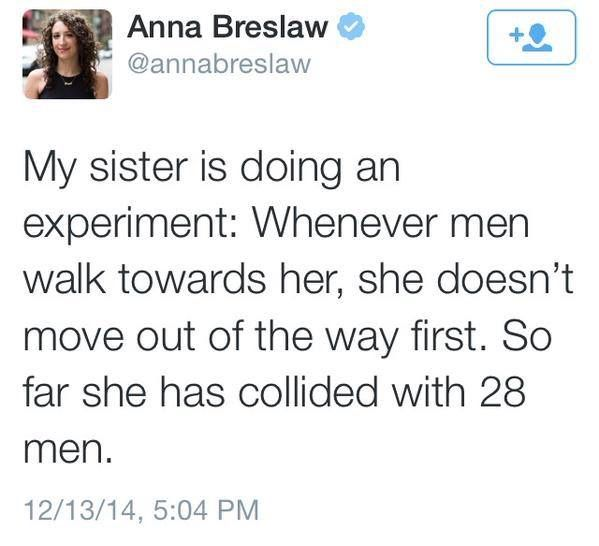 Anna Breslaw
@annabreslaw
My sister is doing an
experiment: Whenever men
walk towards her, she doesn't
move out of the way first. So
far she has collided with 28
men.
12/13/14, 5:04 PM